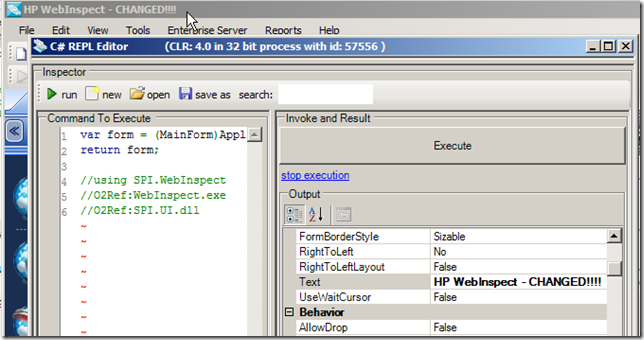 HP WebInspect - CHANGED!!!!
File Edit View Tools Enterprise Server Reports Help
C# REPL Editor (CLR: 4.0 in 32 bit process with id: 57556 )
Inspector
run new open save as search:
Command To Execute
1 var form = (MainForm)Appl
2 return form;
3
4 //using SPI.WebInspect
5 //O2Ref:WebInspect.exe
6 //O2Ref:SPI.UI.dll
~
~
~
~
~
~
~
Invoke and Result
Execute
stop execution
Output
FormBorderStyle Sizable
RightToLeft No
RightToLeftLayout False
Text HP WebInspect - CHANGED!!!!
UseWaitCursor False
Behavior
AllowDrop False